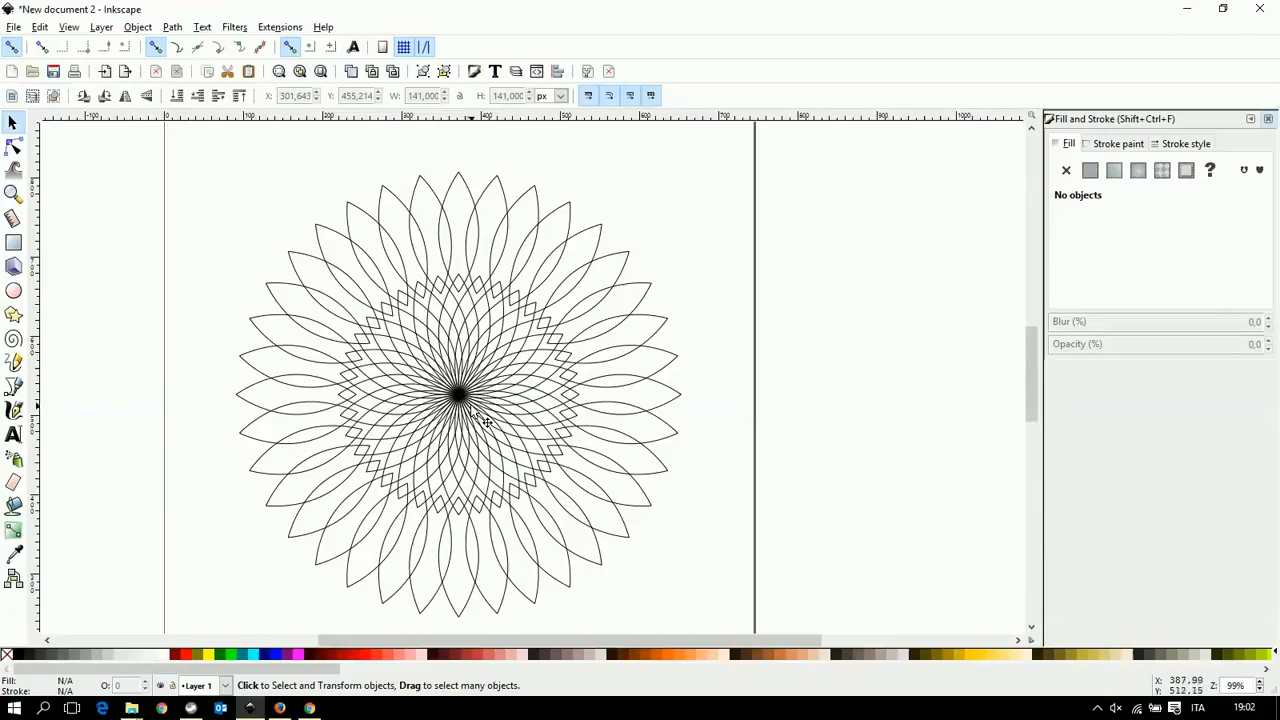 *New document 2 - Inkscape
File Edit View Layer Object Path Text Filters Extensions Help
X: 301,643 Y: 455,214 W: 141,000 H: 141,000 px
Fill and Stroke (Shift+Ctrl+F)
Fill Stroke paint Stroke style
No objects
Blur (%) 0,0
Opacity (%) 0,0
Fill: N/A
Stroke: N/A
O: 0
•Layer 1
Click to Select and Transform objects, Drag to select many objects.
X: 387,99
Y: 512,15
Z: 99%
ITA 19:02